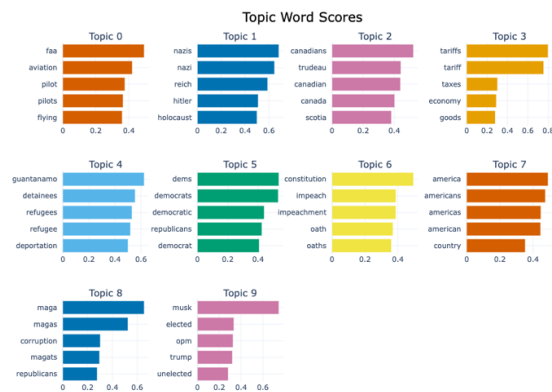 Topic Word Scores
Topic 0
faa
aviation
pilot
pilots
flying
0 0.2 0.4
Topic 1
nazis
nazi
reich
hitler
holocaust
0 0.2 0.4 0.6
Topic 2
canadians
trudeau
canadian
canada
scotia
0 0.2 0.4
Topic 3
tariffs
tariff
taxes
economy
goods
0 0.2 0.4 0.6 0.8
Topic 4
guantanamo
detainees
refugees
refugee
deportation
0 0.2 0.4 0.6
Topic 5
dems
democrats
democratic
republicans
democrat
0 0.2 0.4
Topic 6
constitution
impeach
impeachment
oath
oaths
0 0.2 0.4
Topic 7
america
americans
americas
american
country
0 0.2 0.4
Topic 8
maga
magas
corruption
magats
republicans
0 0.2 0.4 0.6
Topic 9
musk
elected
opm
trump
unelected
0 0.2 0.4 0.6